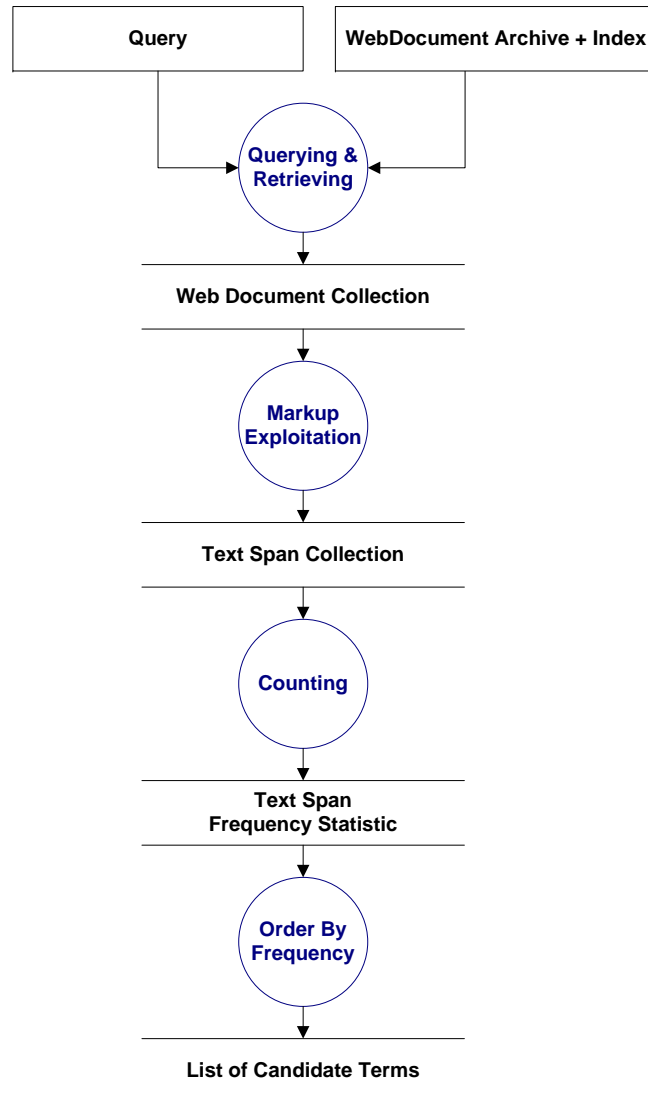 Query
WebDocument Archive + Index
Querying &
Retrieving
Web Document Collection
Markup
Exploitation
Text Span Collection
Counting
Text Span
Frequency Statistic
Order By
Frequency
List of Candidate Terms